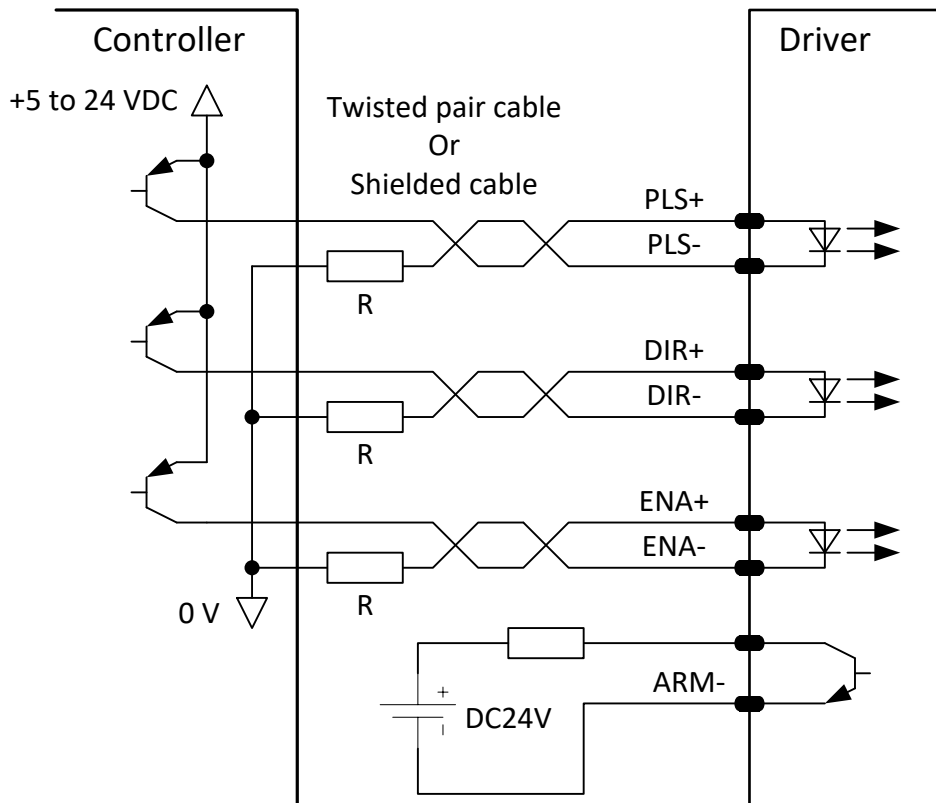 Controller
Driver
+5 to 24 VDC
Twisted pair cable
Or
Shielded cable
PLS+
PLS-
R
DIR+
DIR-
R
ENA+
ENA-
R
0 V
ARM-
+
DC24V
-